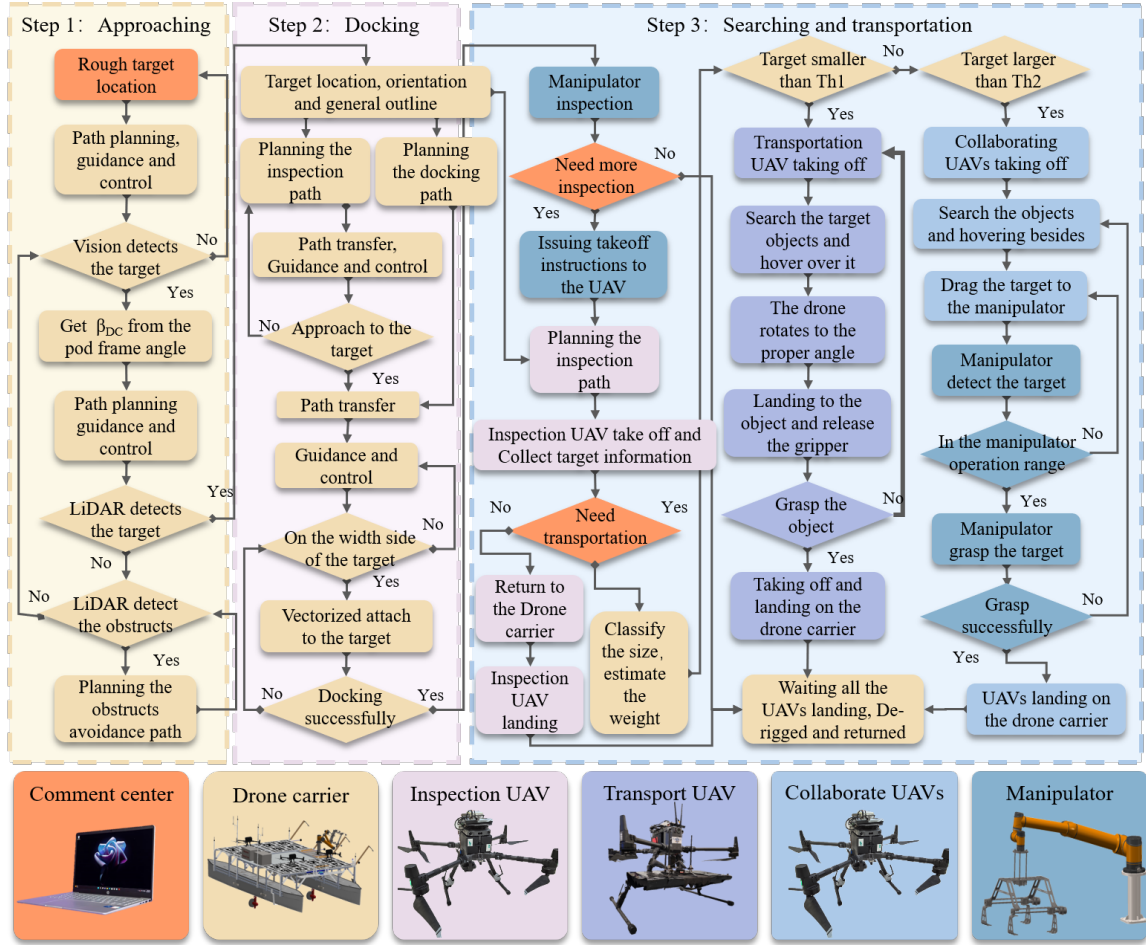 Step 1: Approaching
Rough target
location
Path planning,
guidance and
control
Vision detects
the target
No
Yes
Get βDC from the
pod frame angle
Path planning
guidance and
control
LiDAR detects
the target
Yes
No
LiDAR detect
the obstructs
No
Yes
Planning the
obstructs
avoidance path
Step 2: Docking
Target location, orientation
and general outline
Planning the
inspection
path
Planning
the docking
path
Path transfer,
Guidance and control
Approach to the
target
No
Yes
Path transfer
Guidance and
control
On the width side
of the target
No
Yes
Vectorized attach
to the target
Docking
successfully
No
Yes
Step 3: Searching and transportation
Manipulator
inspection
Need more
inspection
No
Yes
Issuing takeoff
instructions to
the UAV
Planning the
inspection
path
Inspection UAV take off and
Collect target information
Need
transportation
No
Yes
Return to
the Drone
carrier
Inspection
UAV
landing
Classify
the size,
estimate
the
weight
Target smaller
than Th1
No
Yes
Transportation
UAV taking off
Search the target
objects and
hover over it
The drone
rotates to the
proper angle
Landing to the
object and release
the gripper
Grasp the
object
No
Yes
Taking off and
landing on the
drone carrier
Waiting all the
UAVs landing, De-
rigged and returned
Target larger
than Th2
Yes
Collaborating
UAVs taking off
Search the objects
and hovering besides
Drag the target to
the manipulator
Manipulator
detect the target
In the manipulator
operation range
No
Yes
Manipulator
grasp the target
Grasp
successfully
No
Yes
UAVs landing on
the drone carrier
Comment center
Drone carrier
Inspection UAV
Transport UAV
Collaborate UAVs
Manipulator